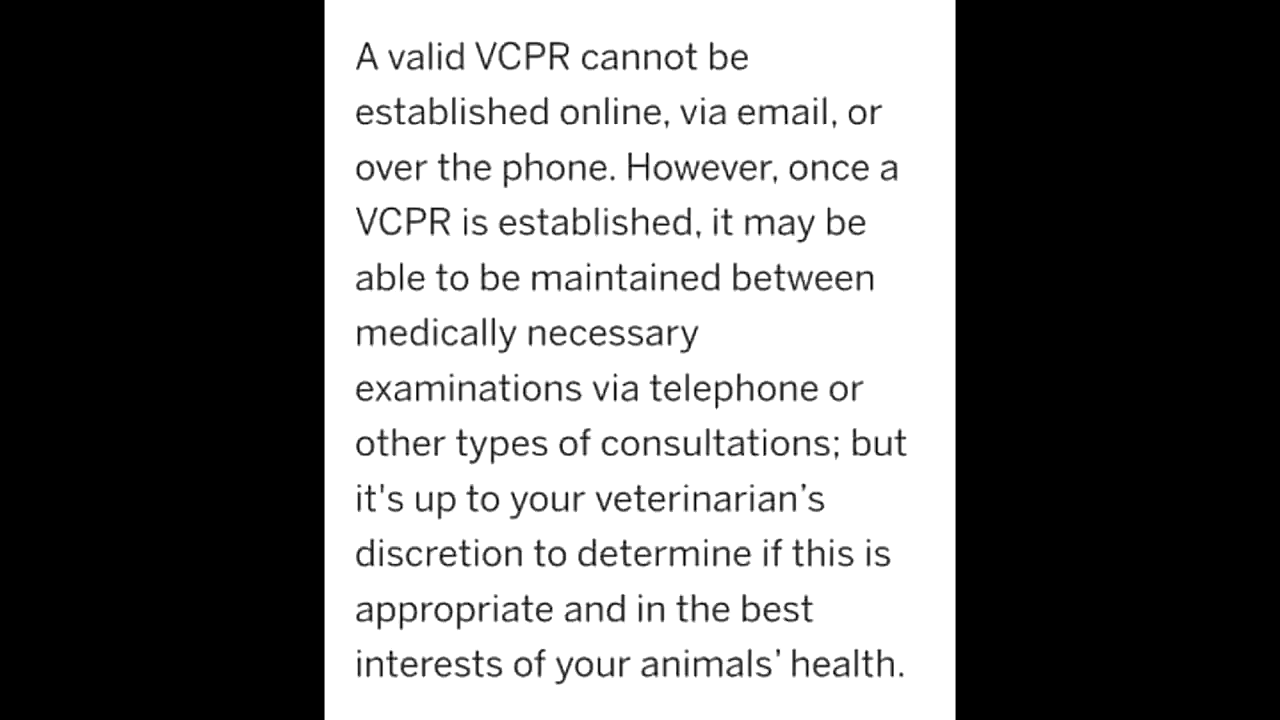 A valid VCPR cannot be
established online, via email, or
over the phone. However, once a
VCPR is established, it may be
able to be maintained between
medically necessary
examinations via telephone or
other types of consultations; but
it's up to your veterinarian’s
discretion to determine if this is
appropriate and in the best
interests of your animals' health.